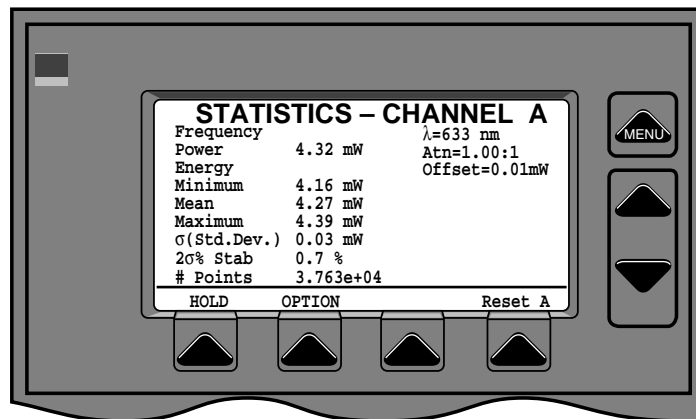 STATISTICS – CHANNEL A
Frequency
λ=633 nm
Power 4.32 mW
Atn=1.00:1
Energy
Offset=0.01mW
Minimum 4.16 mW
Mean 4.27 mW
Maximum 4.39 mW
σ(Std.Dev.) 0.03 mW
2σ% Stab 0.7 %
# Points 3.763e+04
HOLD OPTION Reset A
MENU